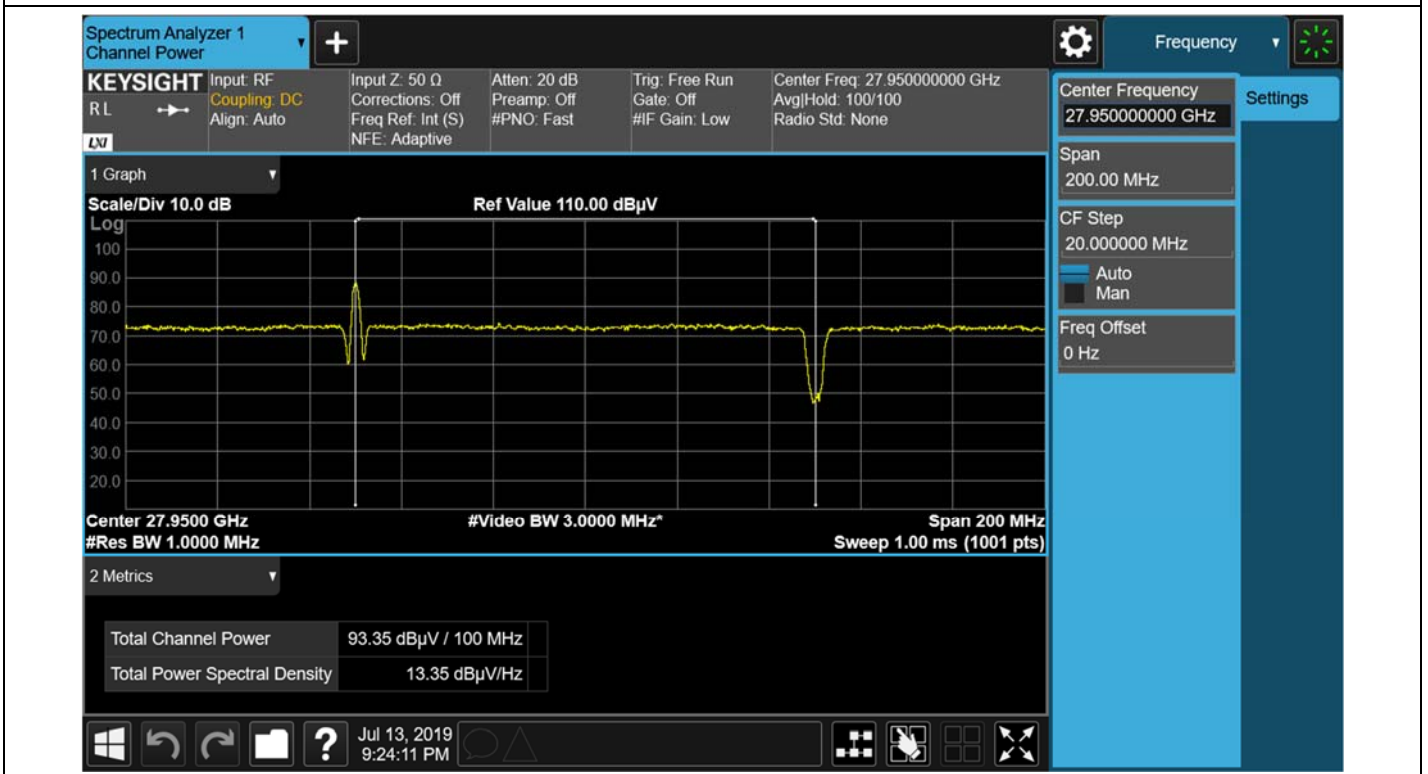 Spectrum Analyzer 1
Channel Power
+
Frequency
KEYSIGHT
RL
LXI
Input: RF
Coupling: DC
Align: Auto
Input Z: 50 Ω
Corrections: Off
Freq Ref: Int (S)
NFE: Adaptive
Atten: 20 dB
Preamp: Off
#PNO: Fast
Trig: Free Run
Gate: Off
#IF Gain: Low
Center Freq: 27.950000000 GHz
Avg|Hold: 100/100
Radio Std: None
Center Frequency
27.950000000 GHz
Settings
Span
200.00 MHz
CF Step
20.000000 MHz
Auto
Man
Freq Offset
0 Hz
1 Graph
Scale/Div 10.0 dB
Ref Value 110.00 dBµV
Log
100
90.0
80.0
70.0
60.0
50.0
40.0
30.0
20.0
Center 27.9500 GHz
#Video BW 3.0000 MHz*
Span 200 MHz
#Res BW 1.0000 MHz
Sweep 1.00 ms (1001 pts)
2 Metrics
Total Channel Power 93.35 dBµV / 100 MHz
Total Power Spectral Density 13.35 dBµV/Hz
?
Jul 13, 2019
9:24:11 PM